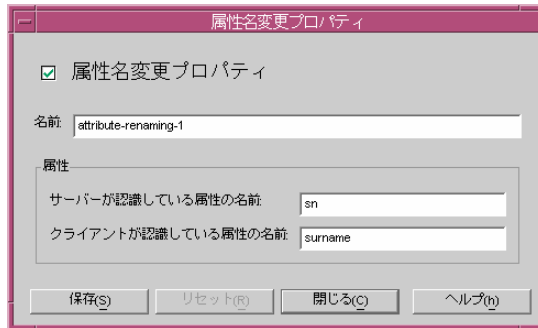 属性名変更プロパティ
属性名変更プロパティ
名前: attribute-renaming-1
属性
サーバーが認識している属性の名前: sn
クライアントが認識している属性の名前: surname
保存(S) リセット(R) 閉じる(C) ヘルプ(h)